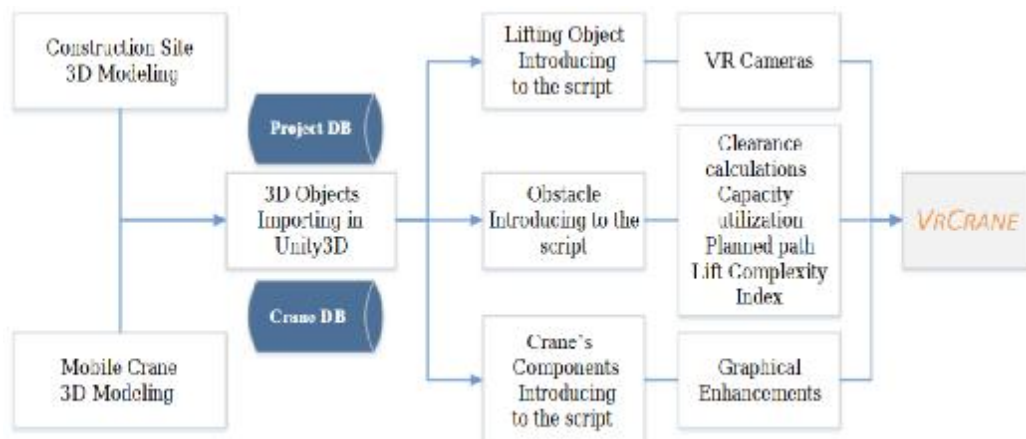 Construction Site
3D Modeling
Mobile Crane
3D Modeling
Project DB
3D Objects
Importing in
Unity3D
Crane DB
Lifting Object
Introducing
to the script
Obstacle
Introducing to the
script
Crane's
Components
Introducing
to the script
VR Cameras
Clearance
calculations
Capacity
utilization
Planned path
Lift Complexity
Index
Graphical
Enhancements
VRCRANE